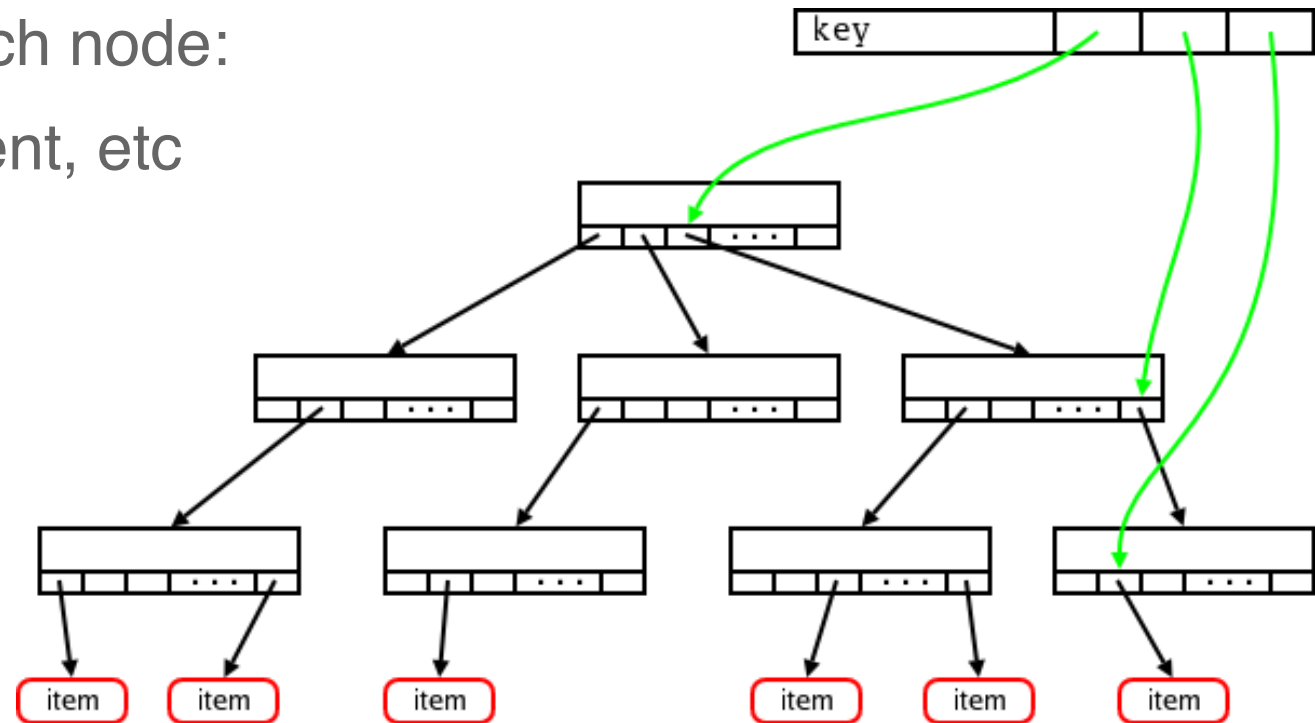 ch node:
key
ent, etc
· · ·
· · ·
· · ·
· · ·
· · ·
· · ·
· · ·
· · ·
item
item
item
item
item
item